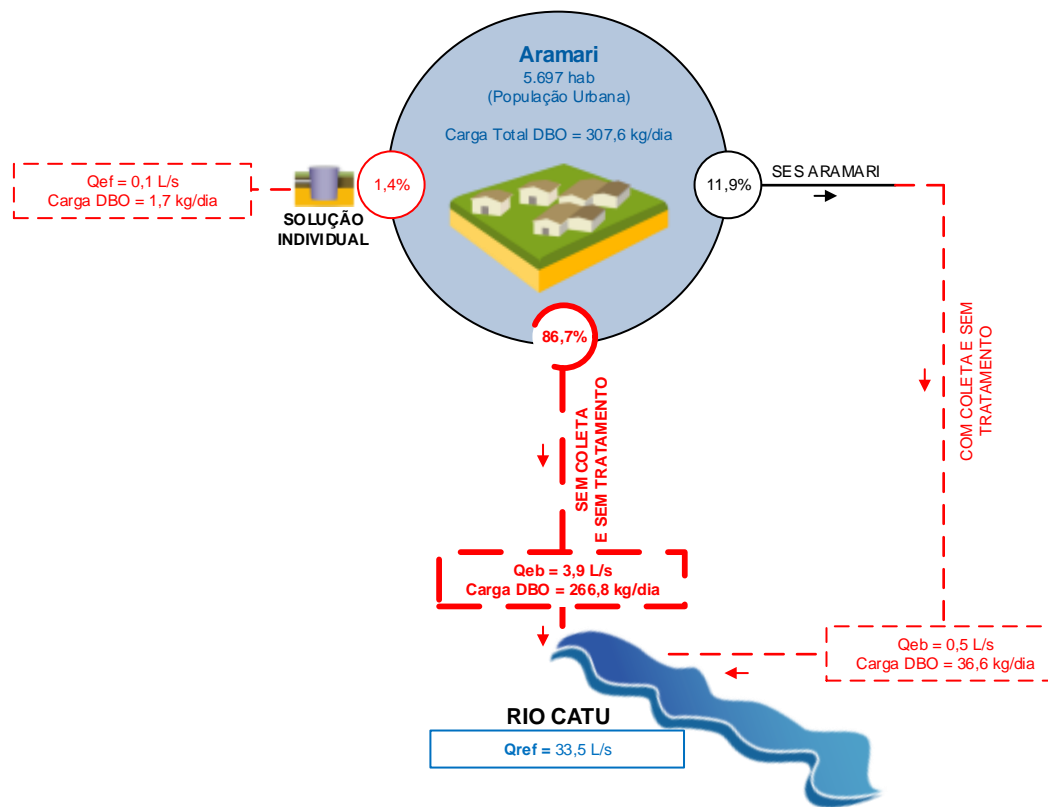 Aramari
5.697 hab
(População Urbana)
Carga Total DBO = 307,6 kg/dia
Qef = 0,1 L/s
Carga DBO = 1,7 kg/dia
SOLUÇÃO
INDIVIDUAL
1,4%
11,9%
SES ARAMARI
86,7%
SEM COLETA
E SEM TRATAMENTO
COM COLETA E SEM
TRATAMENTO
Qeb = 3,9 L/s
Carga DBO = 266,8 kg/dia
Qeb = 0,5 L/s
Carga DBO = 36,6 kg/dia
RIO CATU
Qref = 33,5 L/s